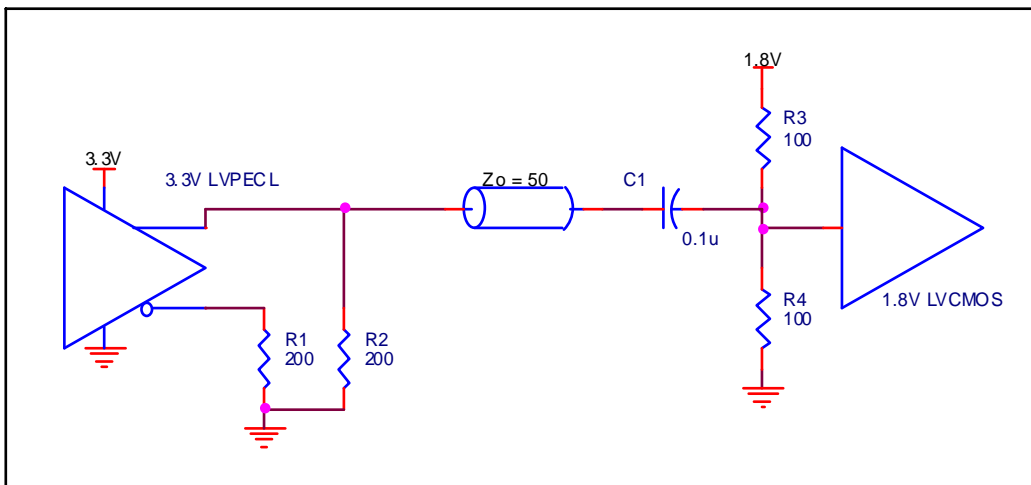 1.8V
R3
100
3.3V
3.3V LVPECL
Zo = 50
C1
0.1u
R4
100
1.8V LVCMOS
R1
200
R2
200